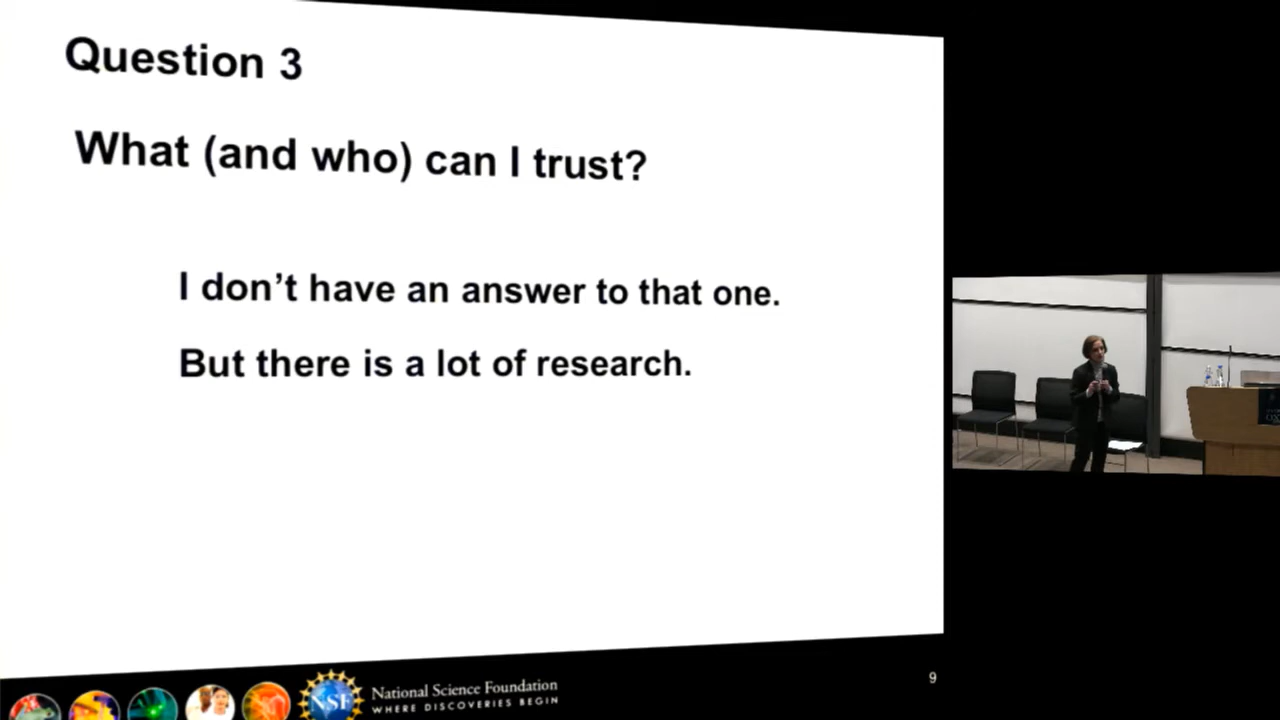 Question 3
What (and who) can I trust?
I don't have an answer to that one.
But there is a lot of research.
NSF
National Science Foundation
WHERE DISCOVERIES BEGIN
9